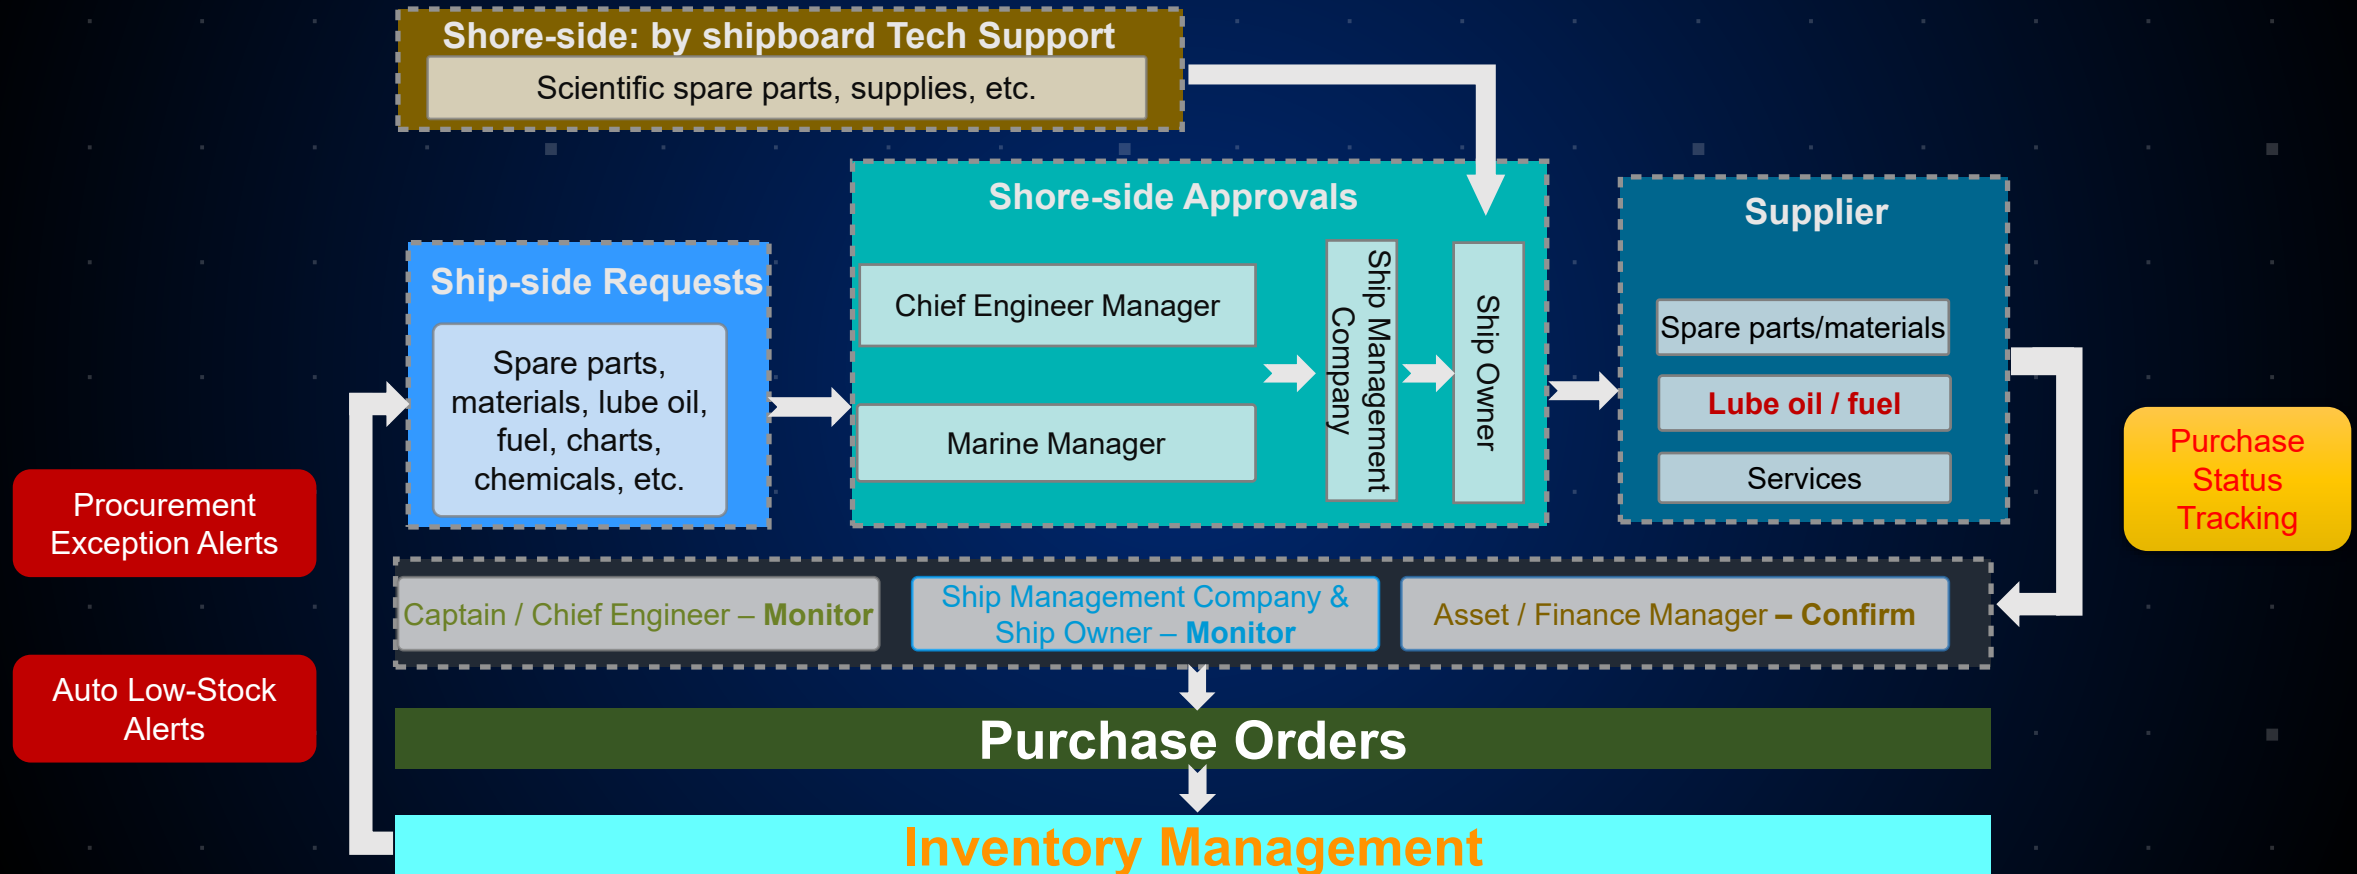 Shore-side: by shipboard Tech Support
Scientific spare parts, supplies, etc.
Shore-side Approvals
Supplier
Ship-side Requests
Spare parts,
materials, lube oil,
fuel, charts,
chemicals, etc.
Chief Engineer Manager
Marine Manager
Ship Management
Company
Ship Owner
Spare parts/materials
Lube oil / fuel
Services
Purchase
Status
Tracking
Procurement
Exception Alerts
Auto Low-Stock
Alerts
Captain / Chief Engineer – Monitor
Ship Management Company &
Ship Owner – Monitor
Asset / Finance Manager – Confirm
Purchase Orders
Inventory Management